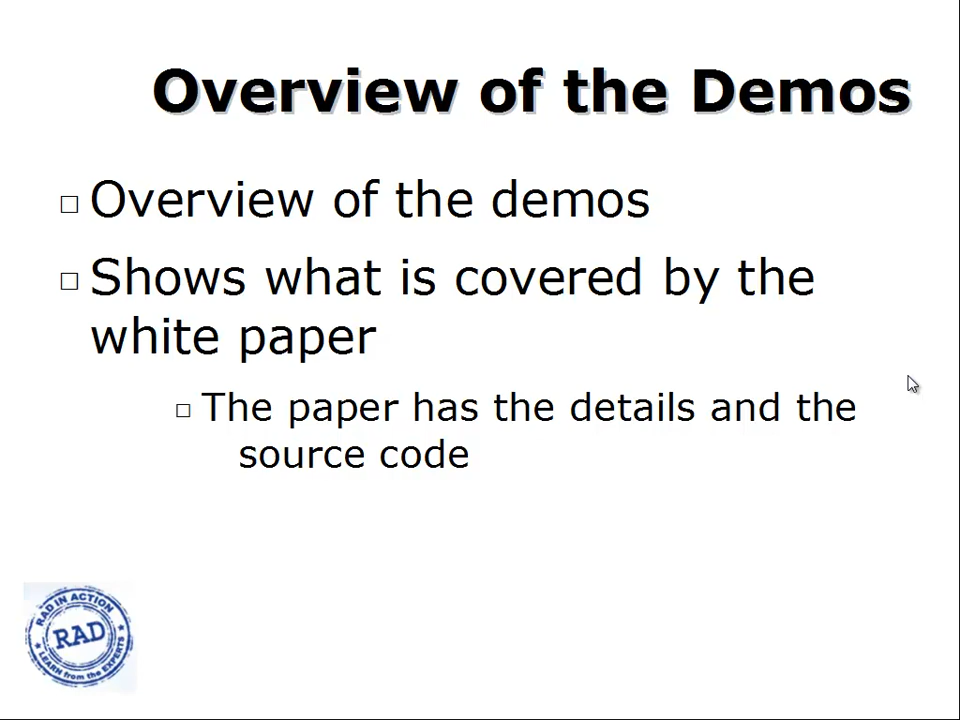 Overview of the Demos
Overview of the demos
Shows what is covered by the
white paper
The paper has the details and the
source code
RAD IN ACTION
RAD
LEARN from the EXPERTS